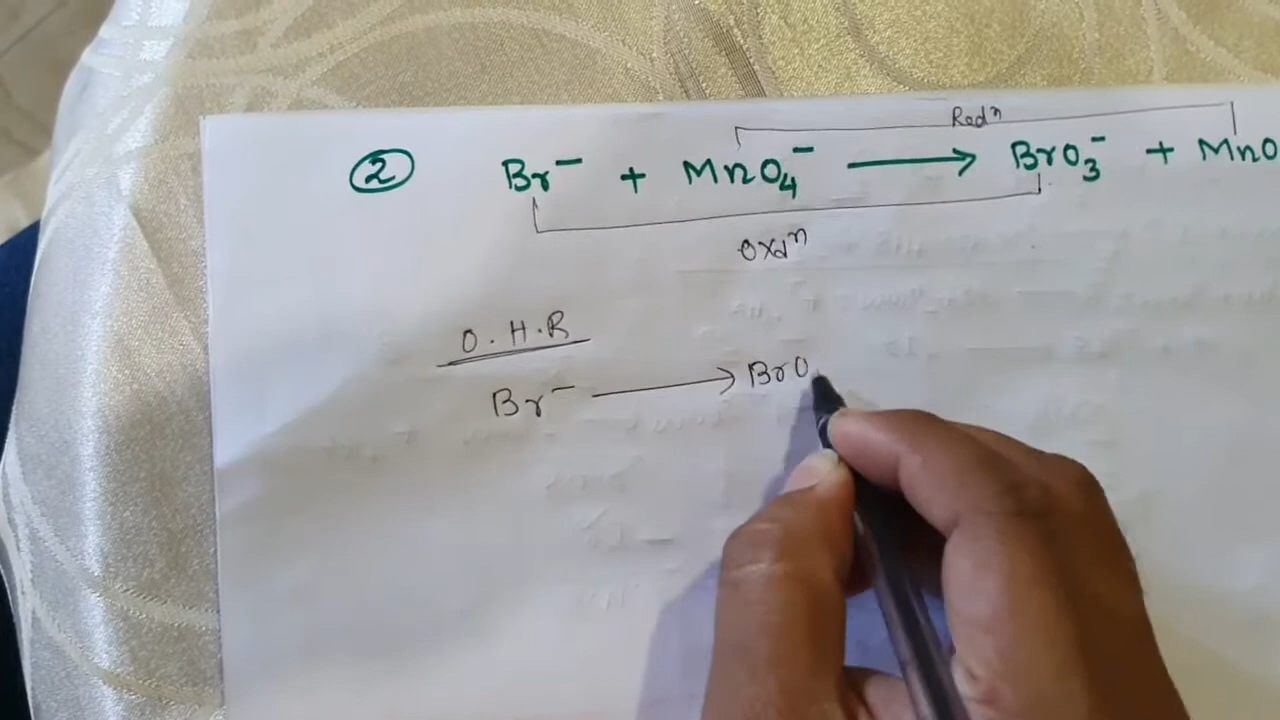 Redⁿ
② Br⁻ + MnO₄⁻ ⟶ BrO₃⁻ + MnO
Oxdⁿ
O.H.R
Br⁻ ⟶ BrO